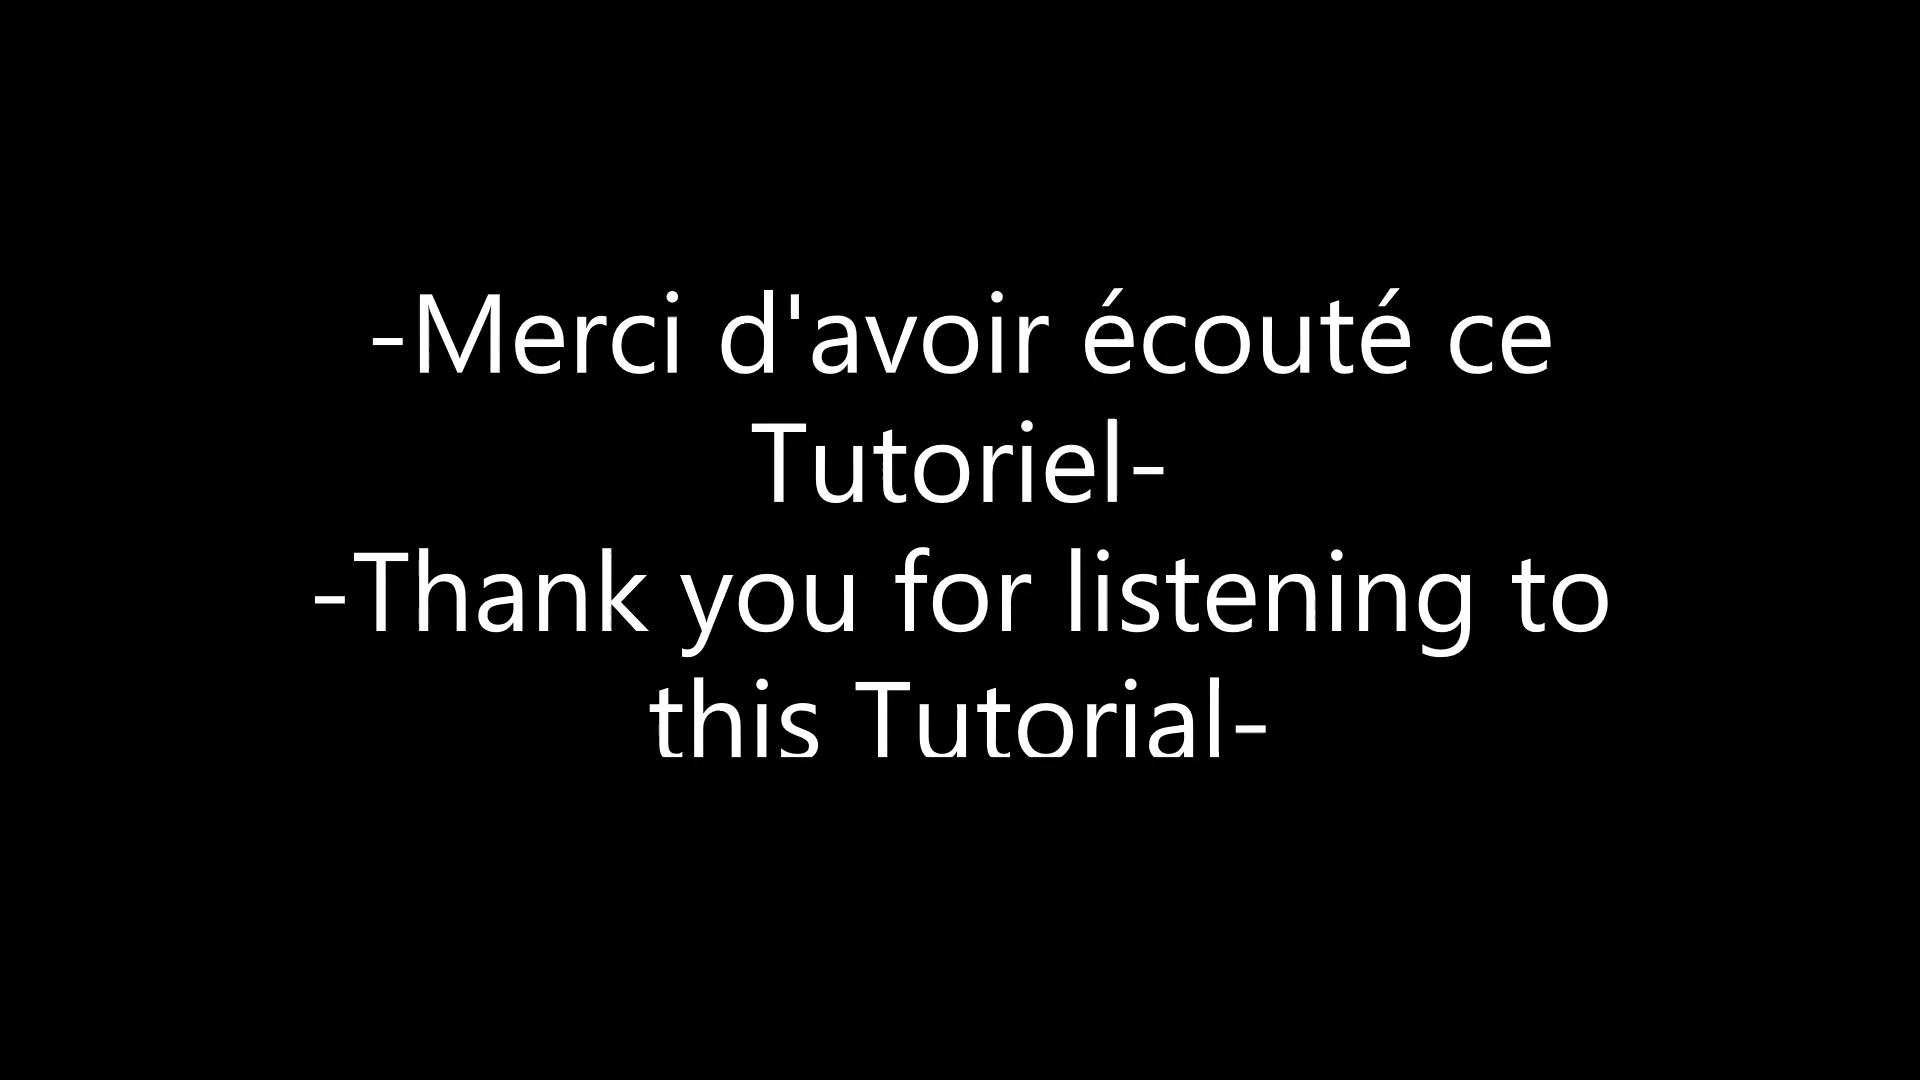 -Merci d'avoir écouté ce
Tutoriel-
-Thank you for listening to
this Tutorial-